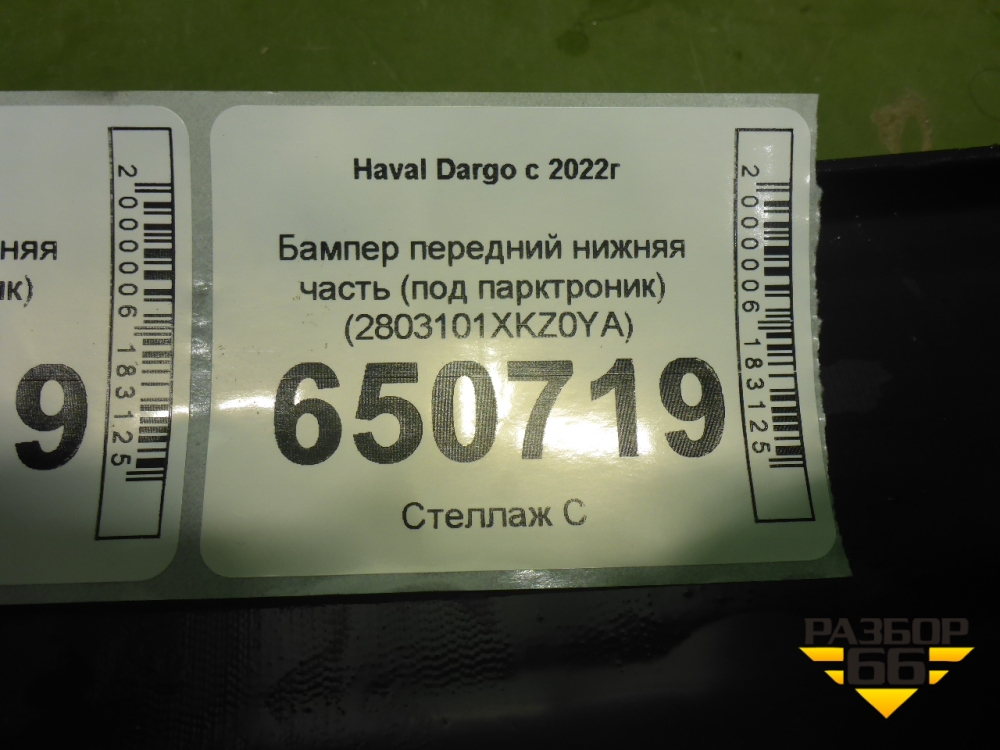 няя
ик)
9
2000006183125
Haval Dargo с 2022г
Бампер передний нижняя
часть (под парктроник)
(2803101XKZ0YA)
650719
Стеллаж С
2000006183125
РАЗБОР
66